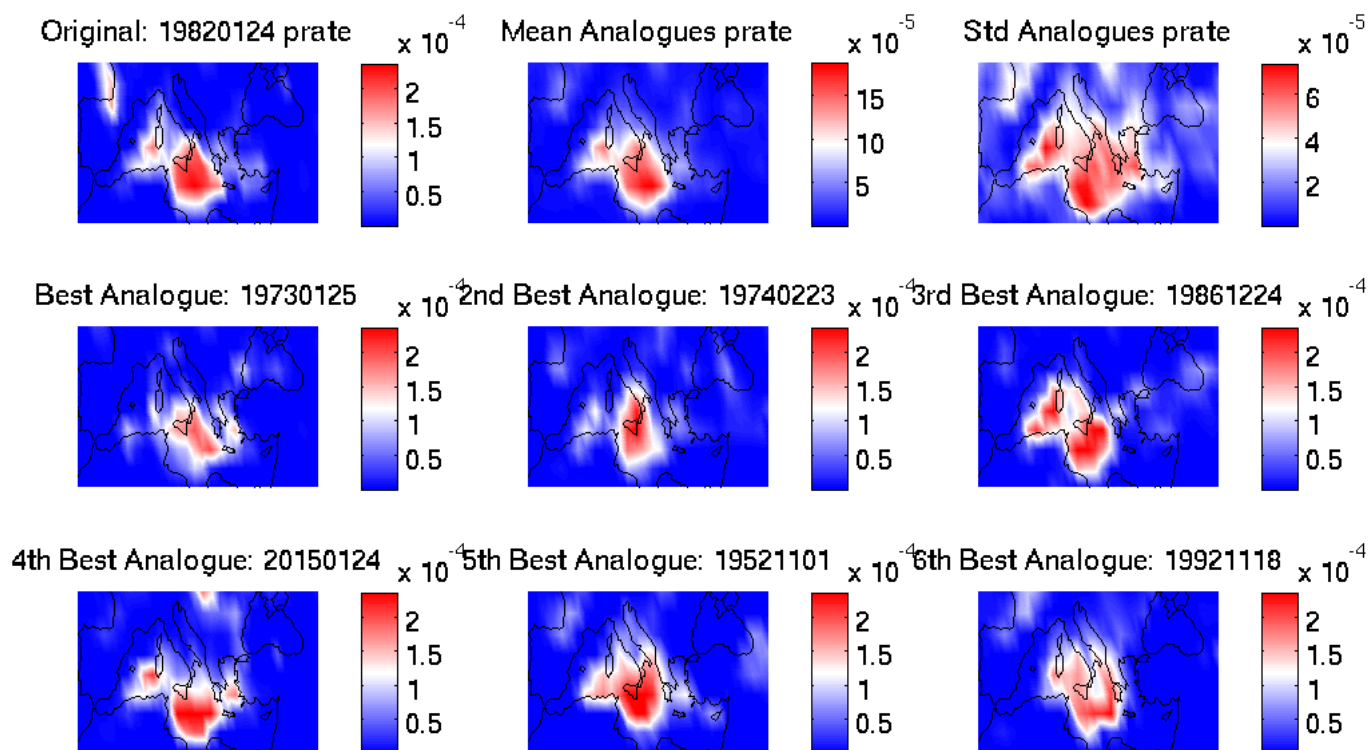 Original: 19820124 prate
x 10^-4
2
1.5
1
0.5
Mean Analogues prate
x 10^-5
15
10
5
Std Analogues prate
x 10^-5
6
4
2
Best Analogue: 19730125
x 10^-4
2
1.5
1
0.5
2nd Best Analogue: 19740223
x 10^-4
2
1.5
1
0.5
3rd Best Analogue: 19861224
x 10^-4
2
1.5
1
0.5
4th Best Analogue: 20150124
x 10^-4
2
1.5
1
0.5
5th Best Analogue: 19521101
x 10^-4
2
1.5
1
0.5
6th Best Analogue: 19921118
x 10^-4
2
1.5
1
0.5